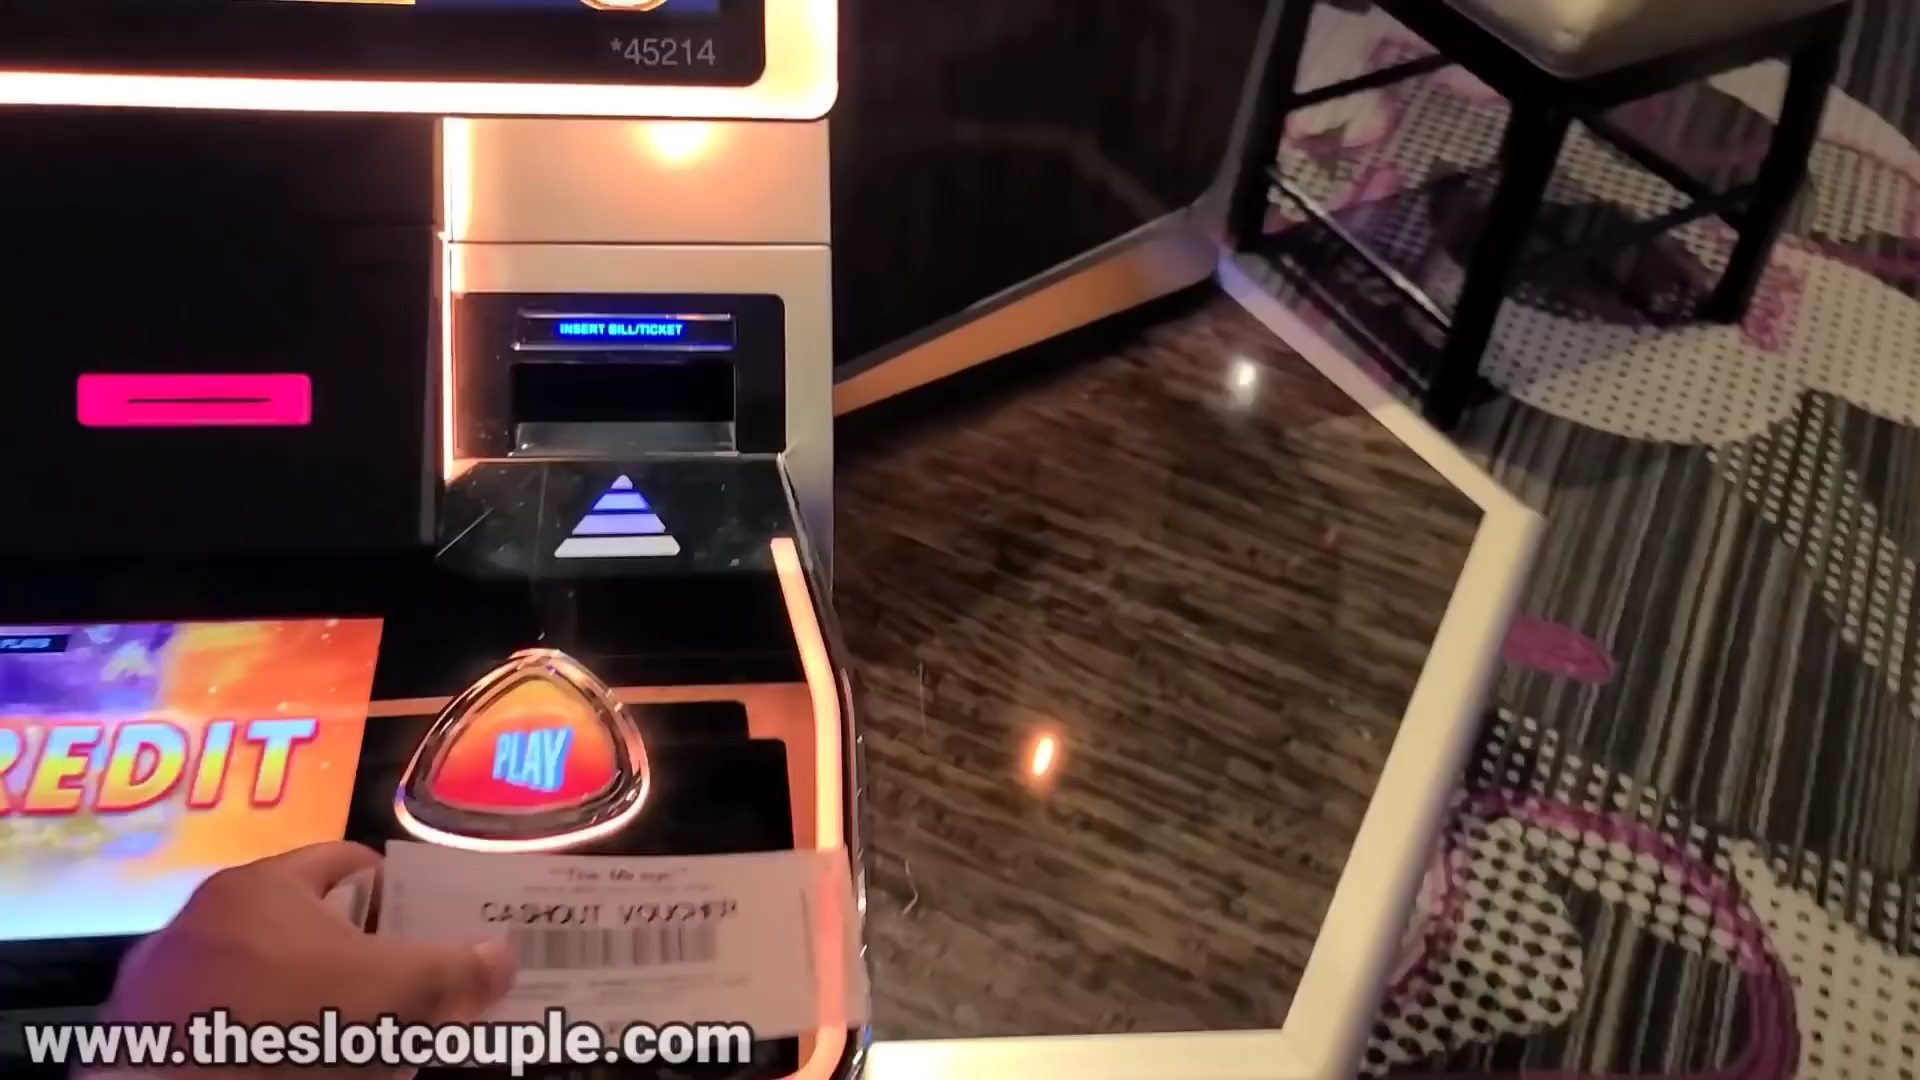 *45214
INSERT BILL/TICKET
REDIT
PLAY
CASHOUT VOUCHER
www.theslotcouple.com